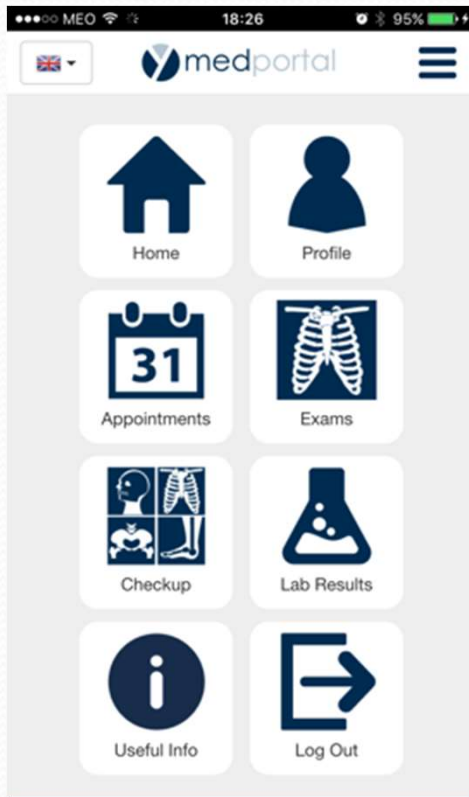 MEO 18:26 95%
medportal
Home Profile
31
Appointments Exams
Checkup Lab Results
i
Useful Info Log Out